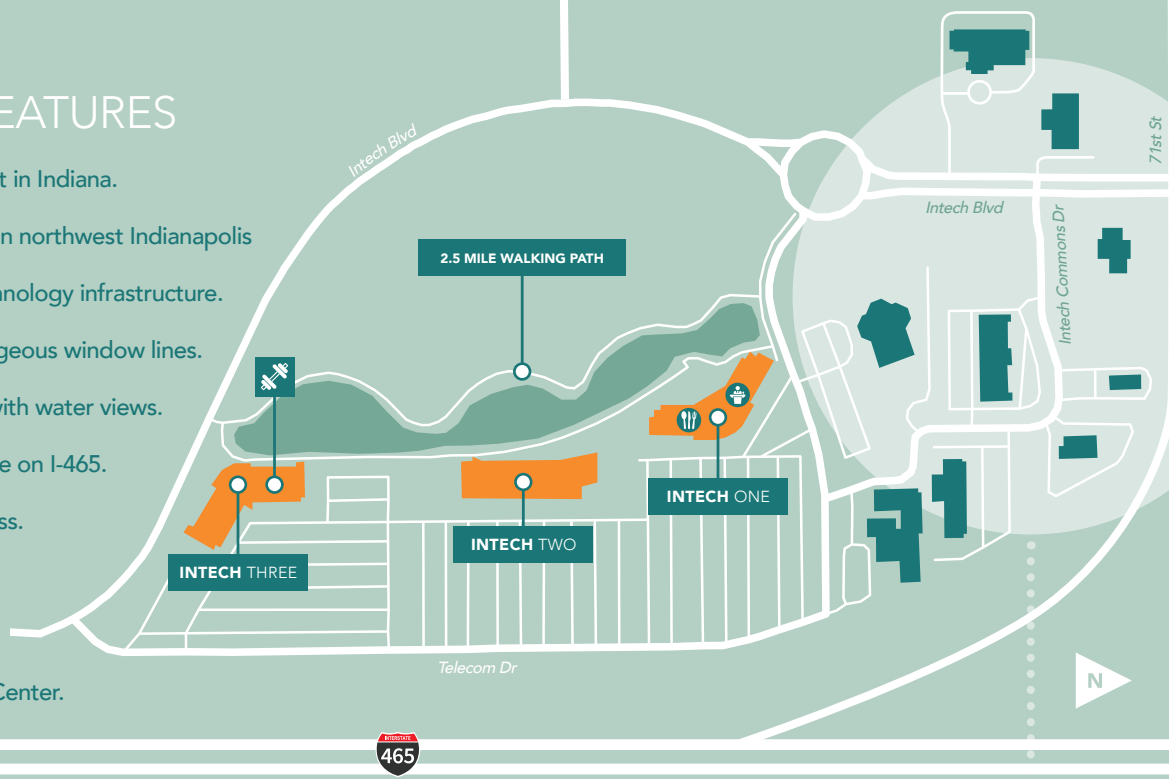 EATURES
t in Indiana.
n northwest Indianapolis
nology infrastructure.
geous window lines.
with water views.
e on I-465.
ss.
Center.
Intech Blvd
2.5 MILE WALKING PATH
71st St
Intech Blvd
Intech Commons Dr
INTECH ONE
INTECH TWO
INTECH THREE
Telecom Dr
N
INTERSTATE
465